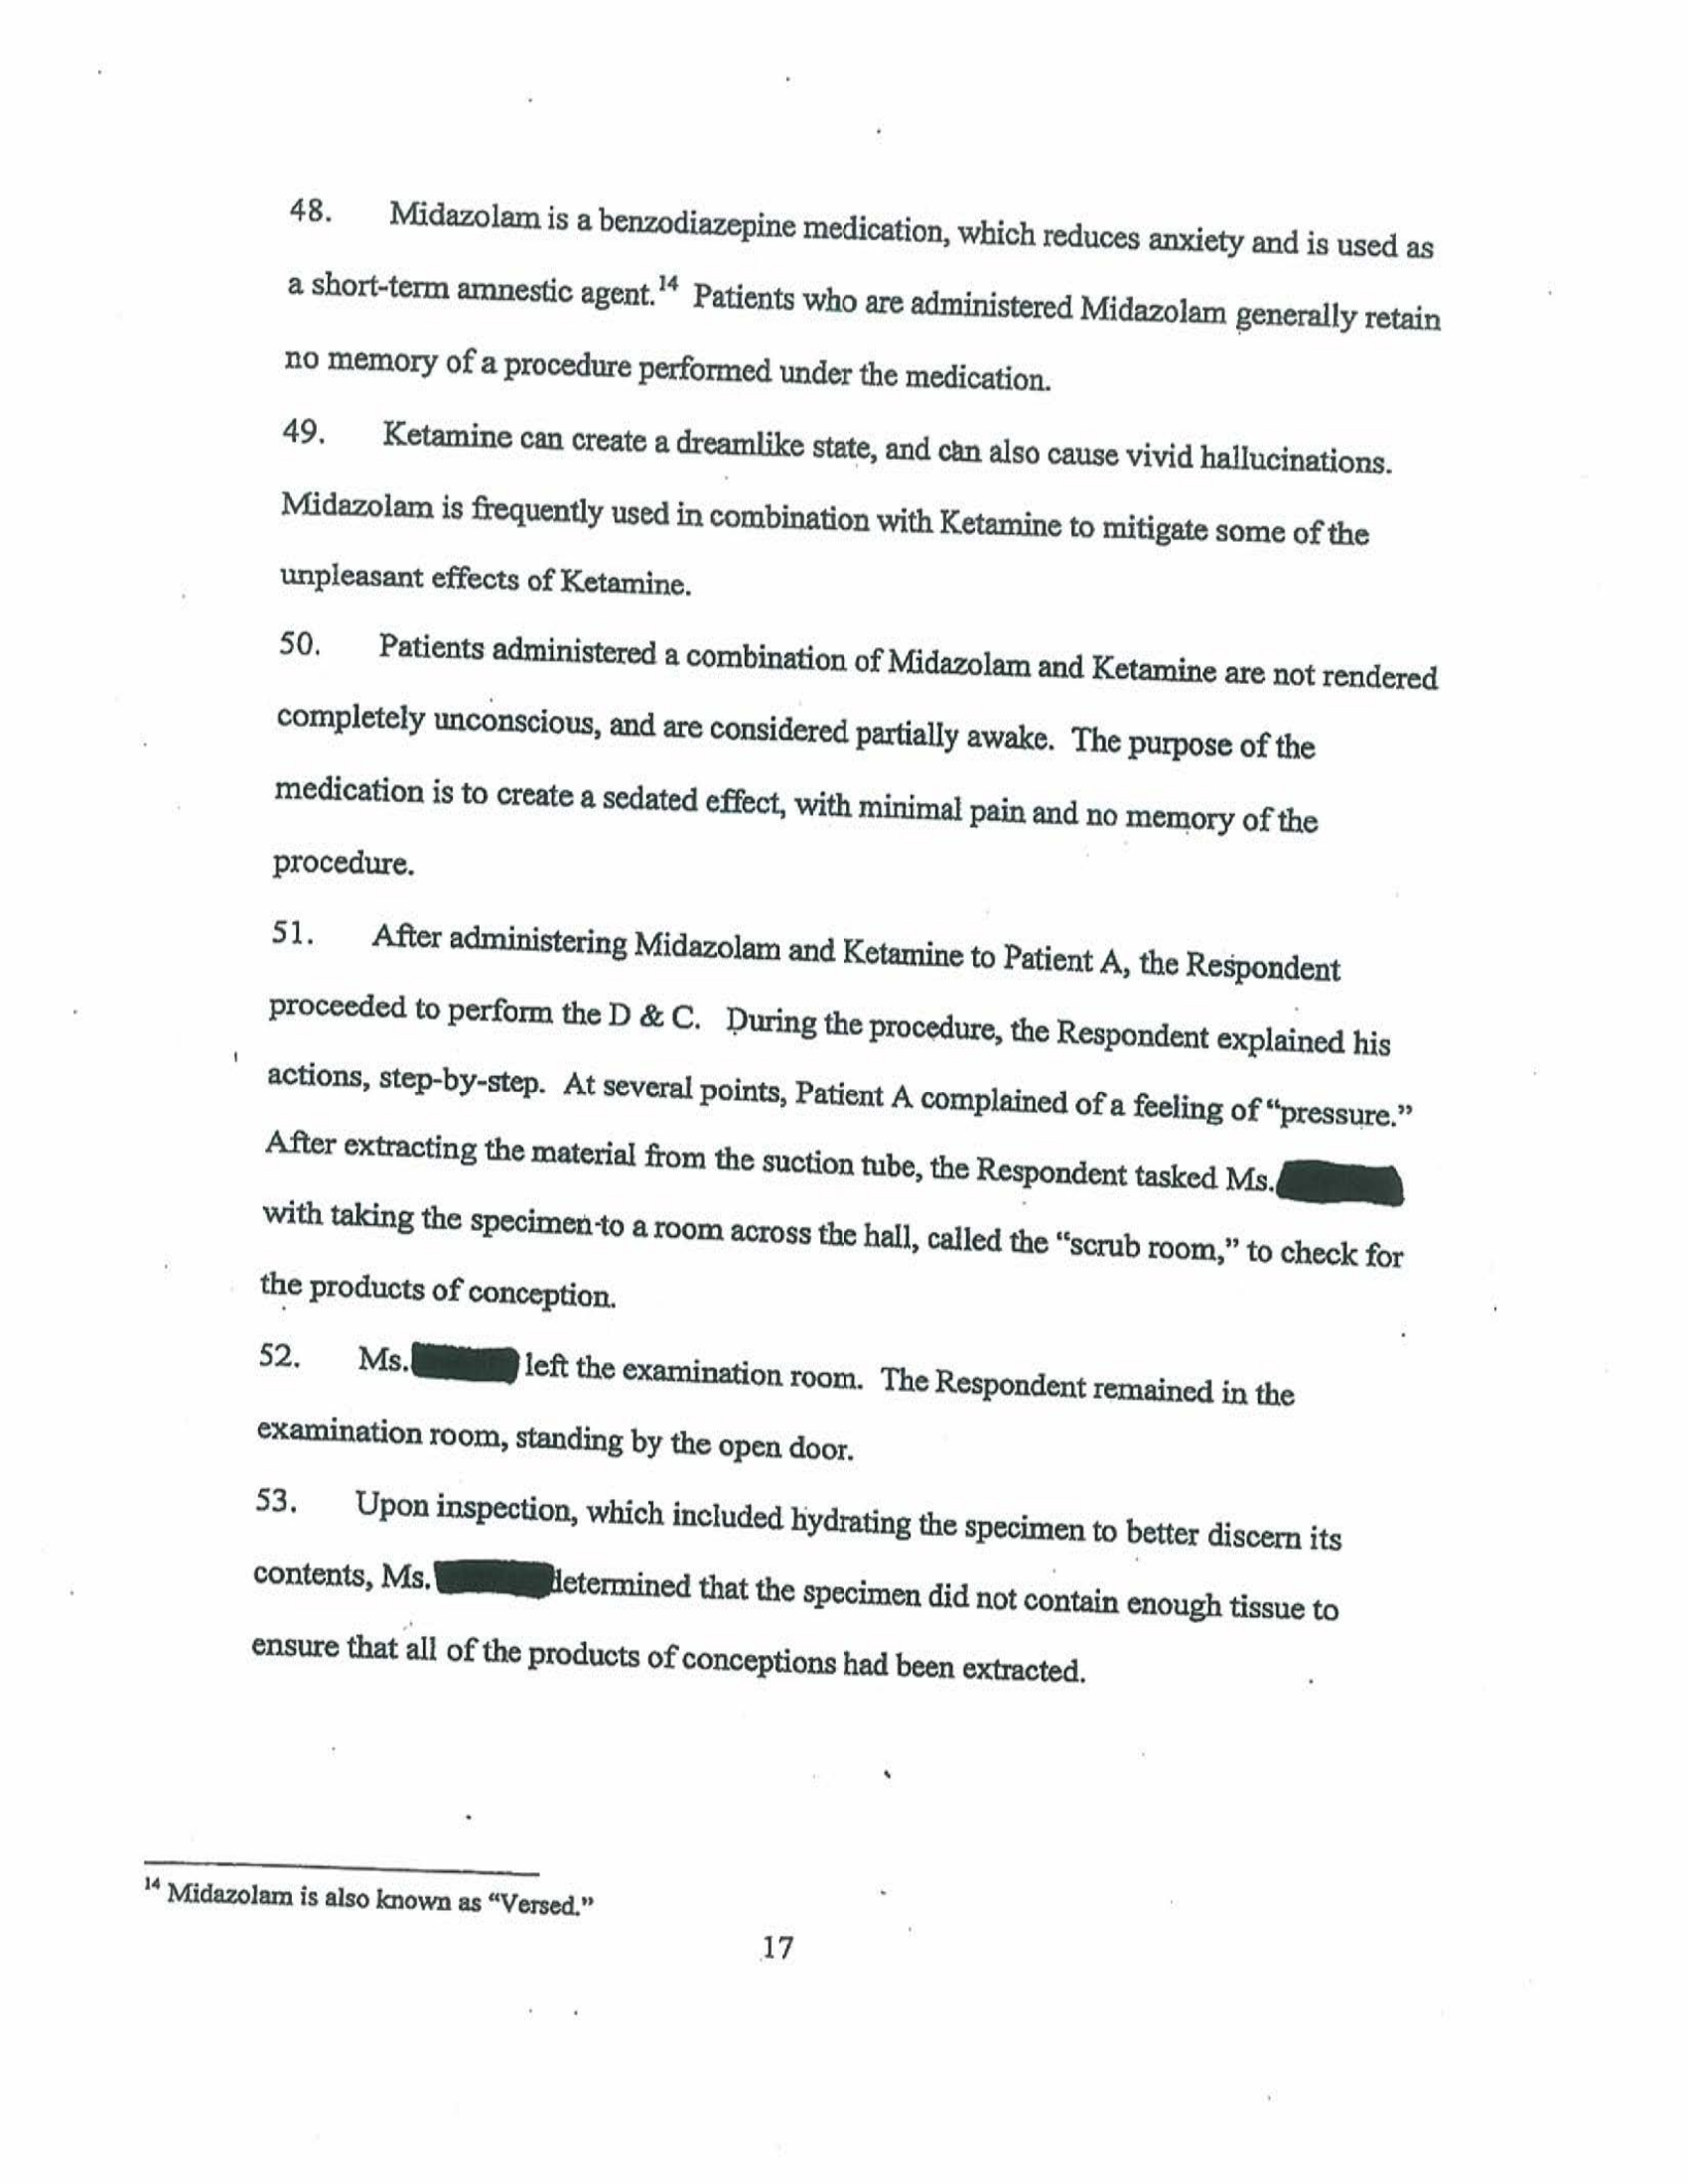 48. Midazolam is a benzodiazepine medication, which reduces anxiety and is used as
a short-term amnestic agent.¹⁴ Patients who are administered Midazolam generally retain
no memory of a procedure performed under the medication.
49. Ketamine can create a dreamlike state, and can also cause vivid hallucinations.
Midazolam is frequently used in combination with Ketamine to mitigate some of the
unpleasant effects of Ketamine.
50. Patients administered a combination of Midazolam and Ketamine are not rendered
completely unconscious, and are considered partially awake. The purpose of the
medication is to create a sedated effect, with minimal pain and no memory of the
procedure.
51. After administering Midazolam and Ketamine to Patient A, the Respondent
proceeded to perform the D & C. During the procedure, the Respondent explained his
actions, step-by-step. At several points, Patient A complained of a feeling of “pressure.”
After extracting the material from the suction tube, the Respondent tasked Ms.
with taking the specimen to a room across the hall, called the “scrub room,” to check for
the products of conception.
52. Ms. left the examination room. The Respondent remained in the
examination room, standing by the open door.
53. Upon inspection, which included hydrating the specimen to better discern its
contents, Ms. determined that the specimen did not contain enough tissue to
ensure that all of the products of conceptions had been extracted.
¹⁴ Midazolam is also known as “Versed.”
17